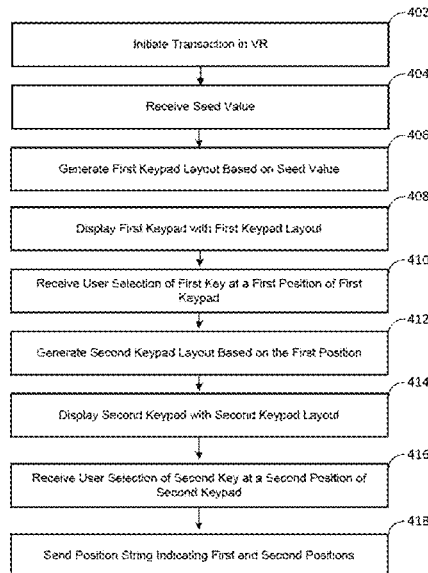 402
Initiate Transaction in VR
404
Receive Seed Value
406
Generate First Keypad Layout Based on Seed Value
408
Display First Keypad with First Keypad Layout
410
Receive User Selection of First Key at a First Position of First
Keypad
412
Generate Second Keypad Layout Based on the First Position
414
Display Second Keypad with Second Keypad Layout
416
Receive User Selection of Second Key at a Second Position of
Second Keypad
418
Send Position String Indicating First and Second Positions